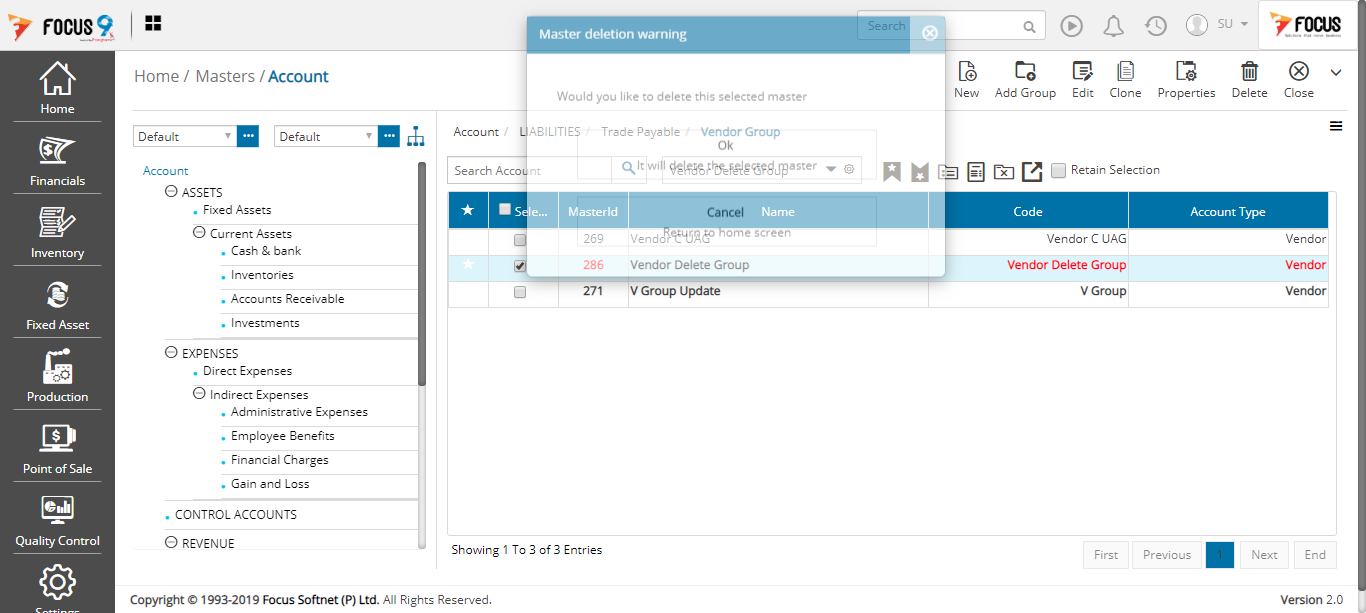 FOCUS 9
Search
SU
FOCUS
Home
Financials
Inventory
Fixed Asset
Production
Point of Sale
Quality Control
Settings
Home / Masters / Account
New
Add Group
Edit
Clone
Properties
Delete
Close
Default
Default
Account
ASSETS
Fixed Assets
Current Assets
Cash & bank
Inventories
Accounts Receivable
Investments
EXPENSES
Direct Expenses
Indirect Expenses
Administrative Expenses
Employee Benefits
Financial Charges
Gain and Loss
CONTROL ACCOUNTS
REVENUE
Master deletion warning
Would you like to delete this selected master
Ok
It will delete the selected master
Cancel
Return to home screen
Account / LIABILITIES / Trade Payable / Vendor Group
Search Account
Vendor Delete Group
Retain Selection
Sele... MasterId Name Code Account Type
269 Vendor C UAG Vendor C UAG Vendor
286 Vendor Delete Group Vendor Delete Group Vendor
271 V Group Update V Group Vendor
Showing 1 To 3 of 3 Entries
First Previous 1 Next End
Copyright © 1993-2019 Focus Softnet (P) Ltd. All Rights Reserved.
Version 2.0